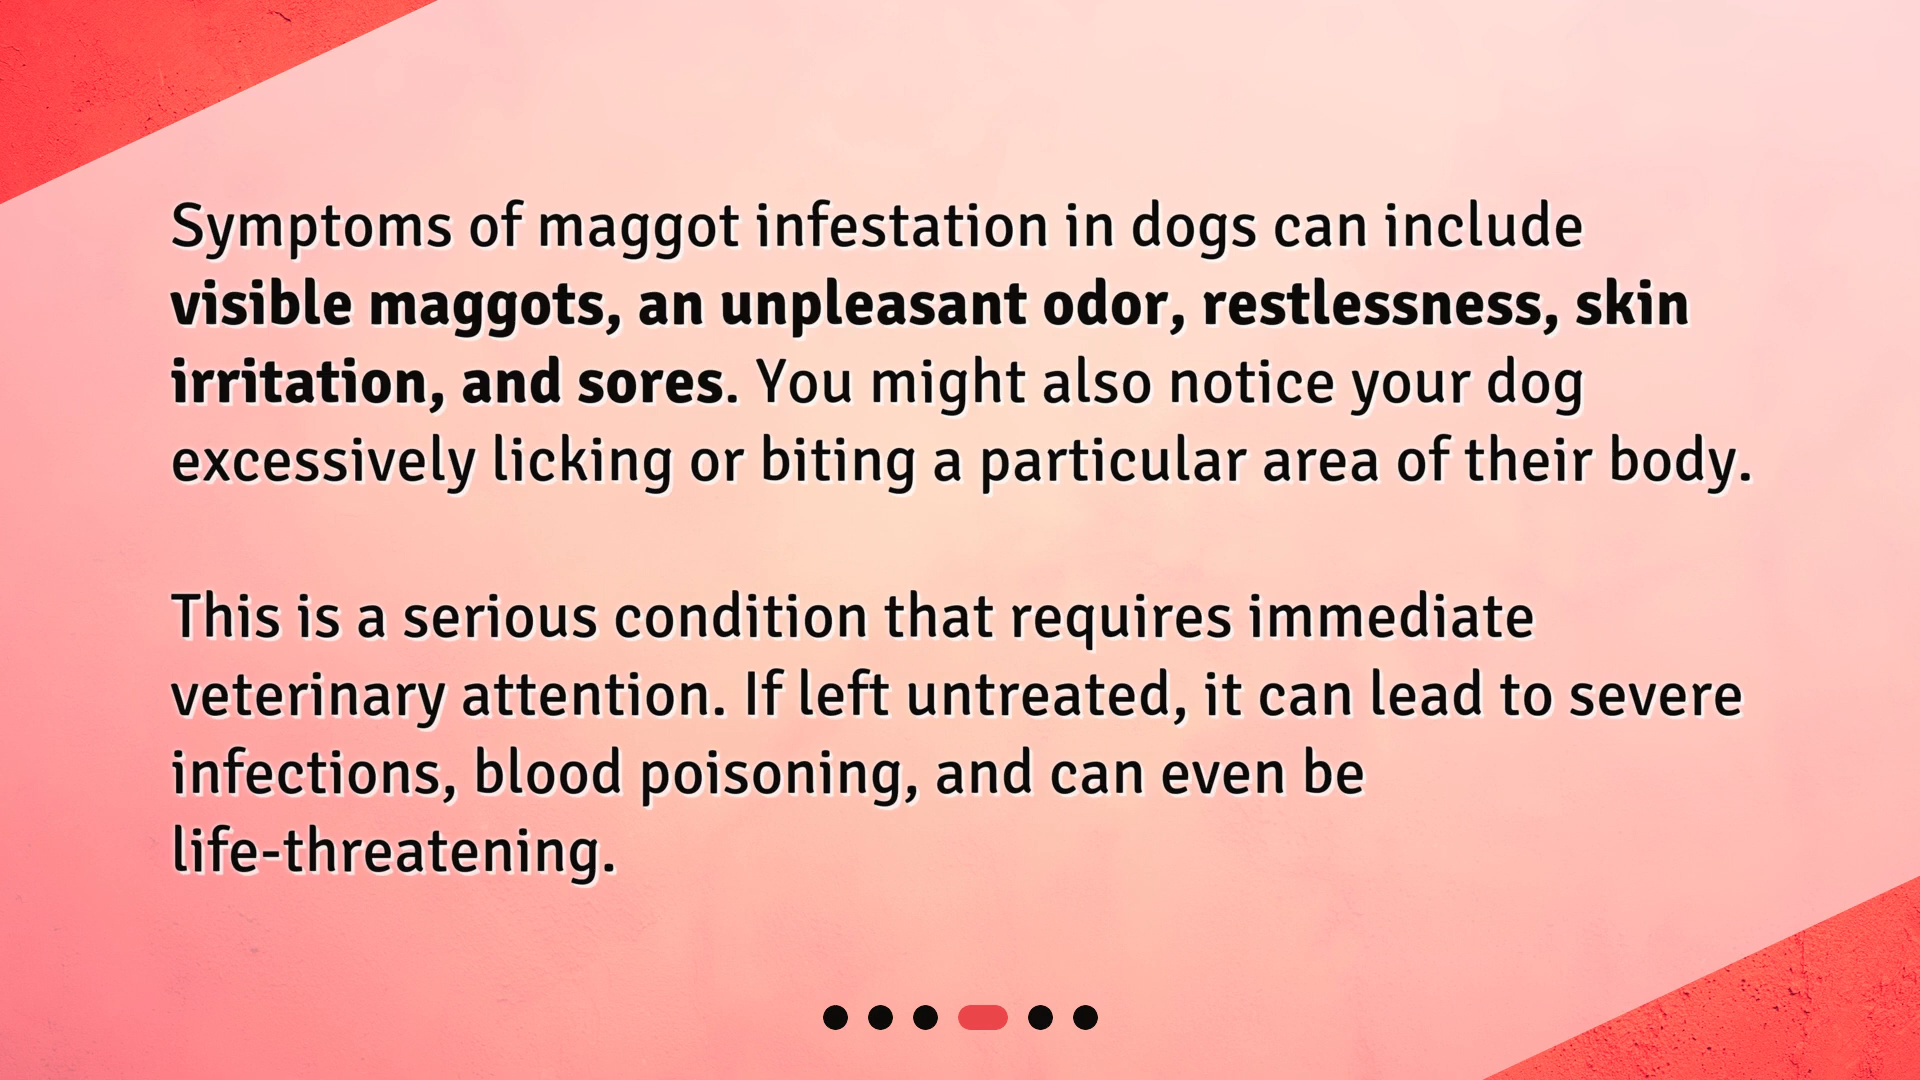 Symptoms of maggot infestation in dogs can include
visible maggots, an unpleasant odor, restlessness, skin
irritation, and sores. You might also notice your dog
excessively licking or biting a particular area of their body.
This is a serious condition that requires immediate
veterinary attention. If left untreated, it can lead to severe
infections, blood poisoning, and can even be
life-threatening.